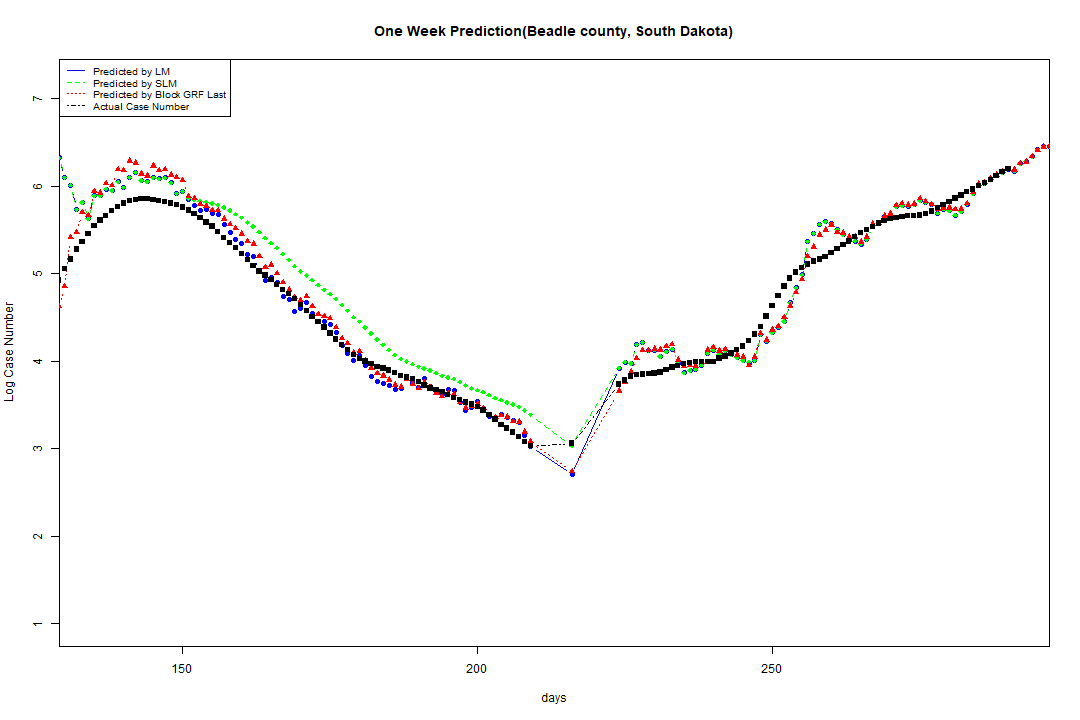 One Week Prediction(Beadle county, South Dakota)
Predicted by LM
Predicted by SLM
Predicted by Block GRF Last
Actual Case Number
7
6
5
4
3
2
1
Log Case Number
150
200
250
days